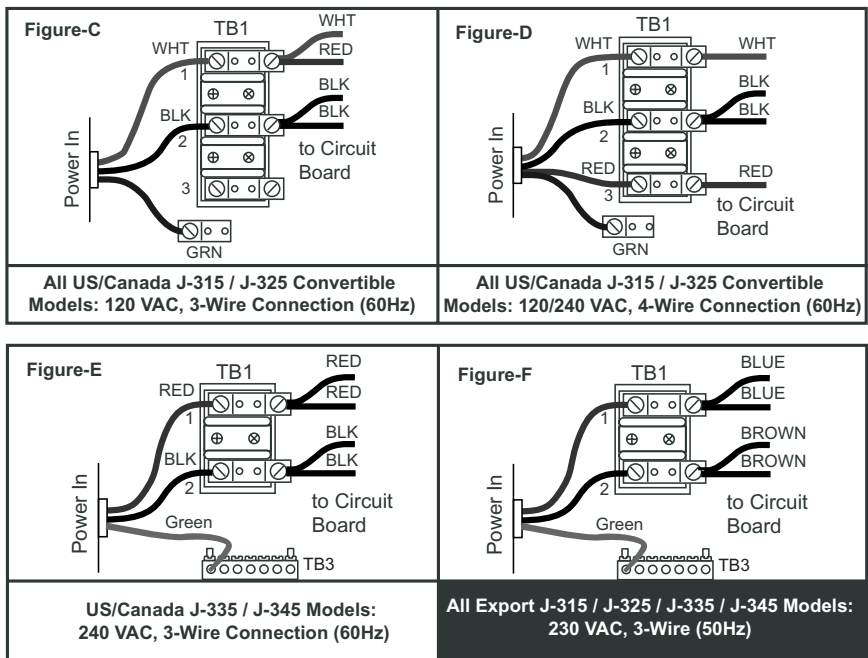 Figure-C
TB1
WHT
WHT
RED
1
BLK
BLK
BLK
2
to Circuit
Board
3
Power In
GRN
All US/Canada J-315 / J-325 Convertible
Models: 120 VAC, 3-Wire Connection (60Hz)
Figure-D
TB1
WHT
WHT
1
BLK
BLK
BLK
2
RED
RED
3
to Circuit
Board
Power In
GRN
All US/Canada J-315 / J-325 Convertible
Models: 120/240 VAC, 4-Wire Connection (60Hz)
Figure-E
TB1
RED
RED
RED
1
BLK
BLK
BLK
2
to Circuit
Board
Power In
Green
TB3
US/Canada J-335 / J-345 Models:
240 VAC, 3-Wire Connection (60Hz)
Figure-F
TB1
BLUE
BLUE
1
BROWN
BROWN
2
to Circuit
Board
Power In
Green
TB3
All Export J-315 / J-325 / J-335 / J-345 Models:
230 VAC, 3-Wire (50Hz)